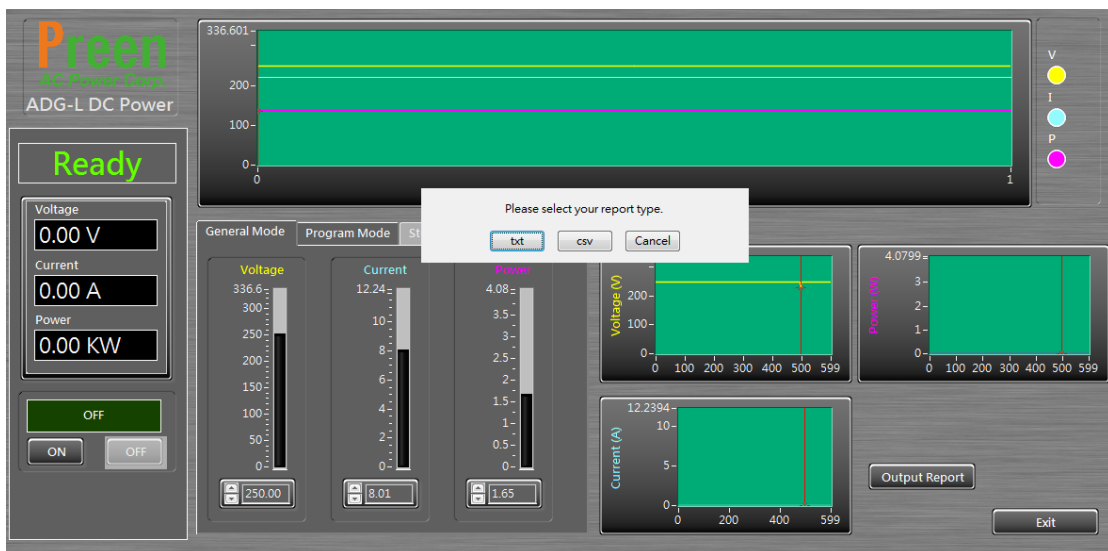 Preen
AC Power Corp.
ADG-L DC Power
Ready
Voltage
0.00 V
Current
0.00 A
Power
0.00 KW
OFF
ON
OFF
336.601
200
100
0
0
1
V
I
P
Please select your report type.
txt
csv
Cancel
General Mode
Program Mode
Voltage
336.6
300
250
200
150
100
50
0
250.00
Current
12.24
10
8
6
4
2
0
8.01
Power
4.08
3.5
3
2.5
2
1.5
1
0.5
0
1.65
Voltage (V)
200
100
0
0 100 200 300 400 500 599
Power (W)
4.0799
3
2
1
0
0 100 200 300 400 500 599
Current (A)
12.2394
10
5
0
0 200 400 599
Output Report
Exit